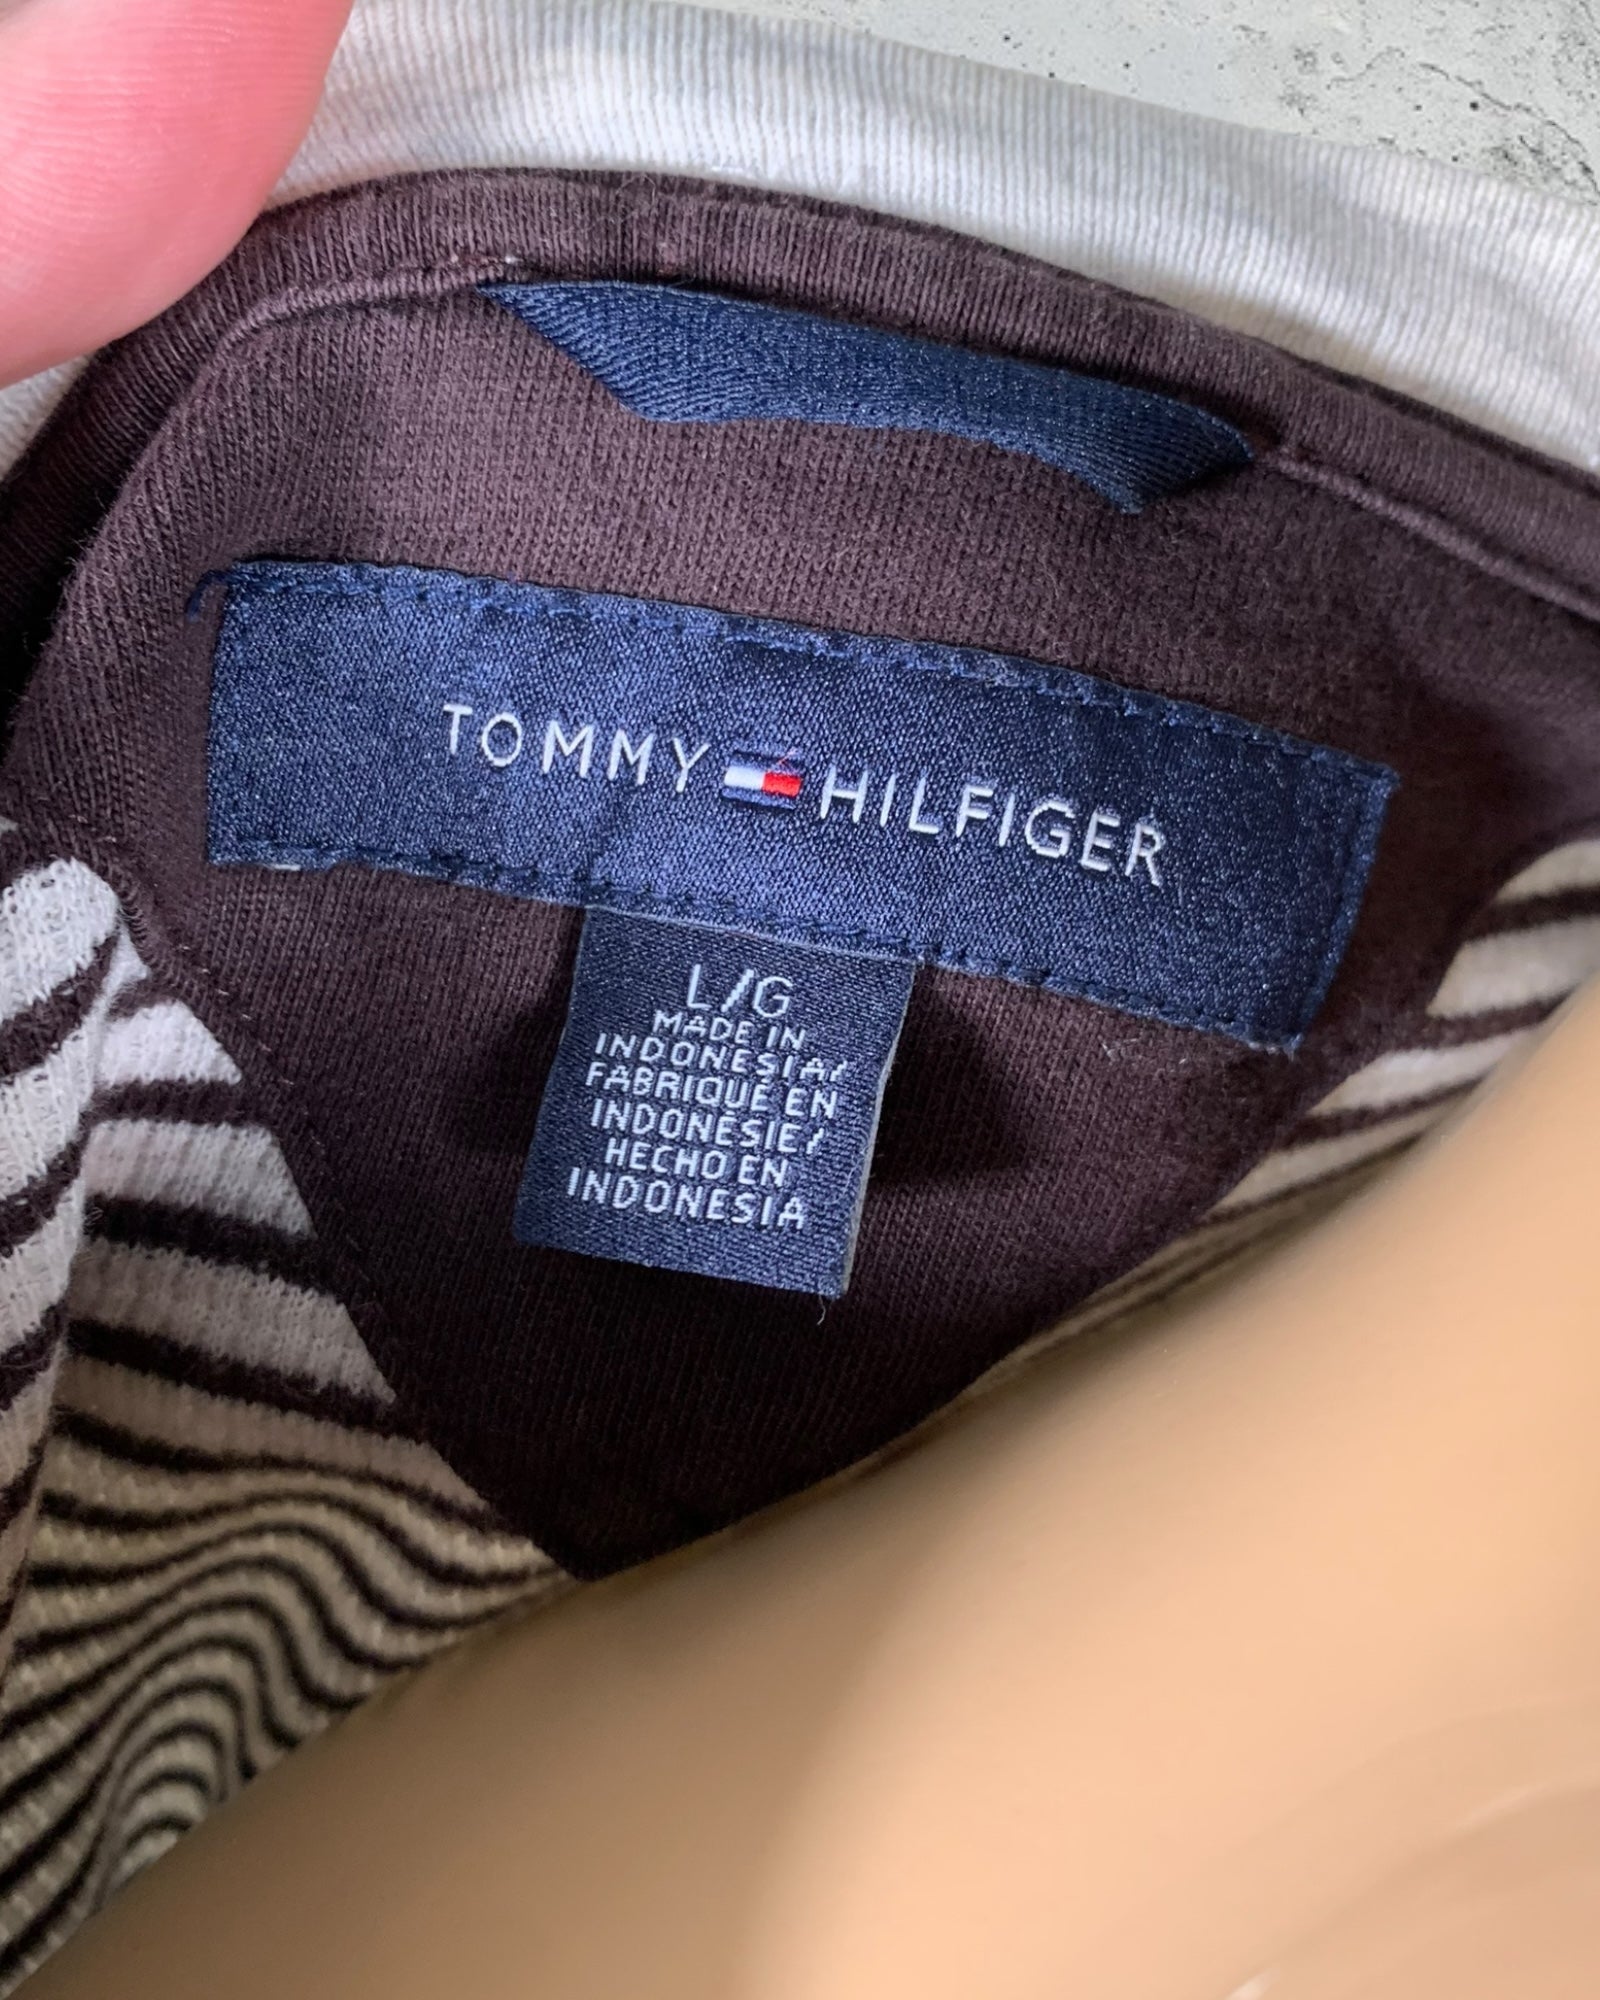 TOMMY HILFIGER
L/G
MADE IN
INDONESIA/
FABRIQUÉ EN
INDONÉSIE/
HECHO EN
INDONESIA